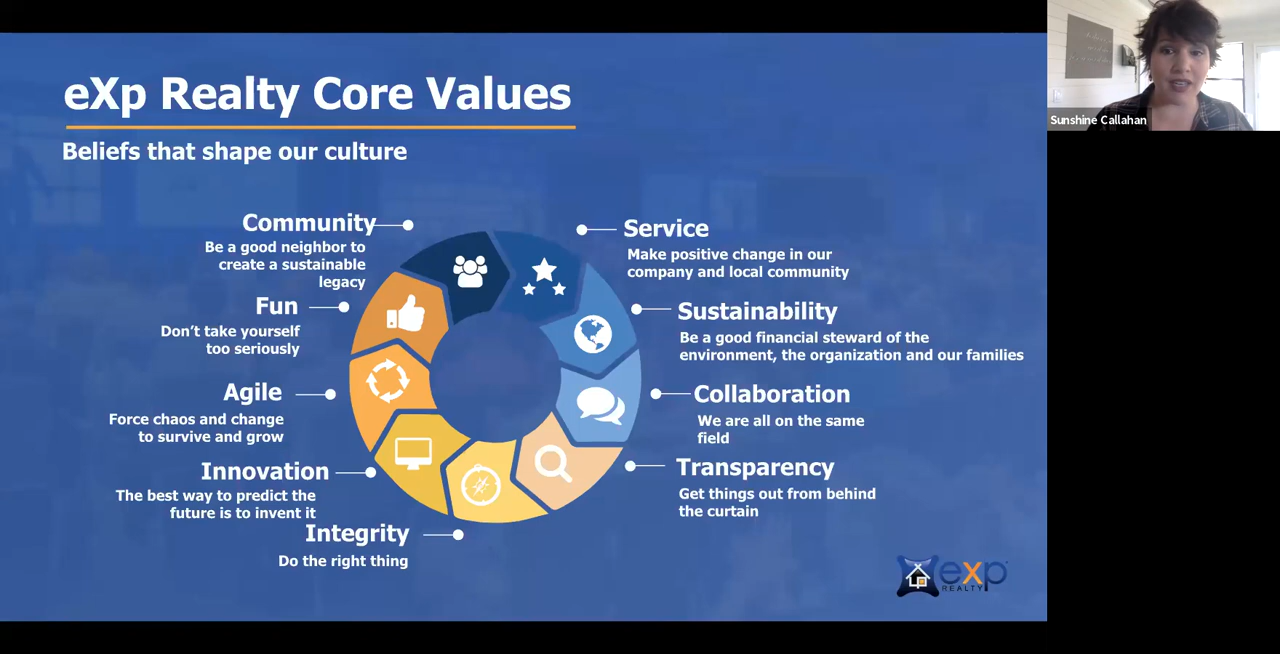 eXp Realty Core Values
Beliefs that shape our culture
Community
Be a good neighbor to
create a sustainable
legacy
Fun
Don't take yourself
too seriously
Agile
Force chaos and change
to survive and grow
Innovation
The best way to predict the
future is to invent it
Integrity
Do the right thing
Service
Make positive change in our
company and local community
Sustainability
Be a good financial steward of the
environment, the organization and our families
Collaboration
We are all on the same
field
Transparency
Get things out from behind
the curtain
exp
REALTY
Sunshine Callahan